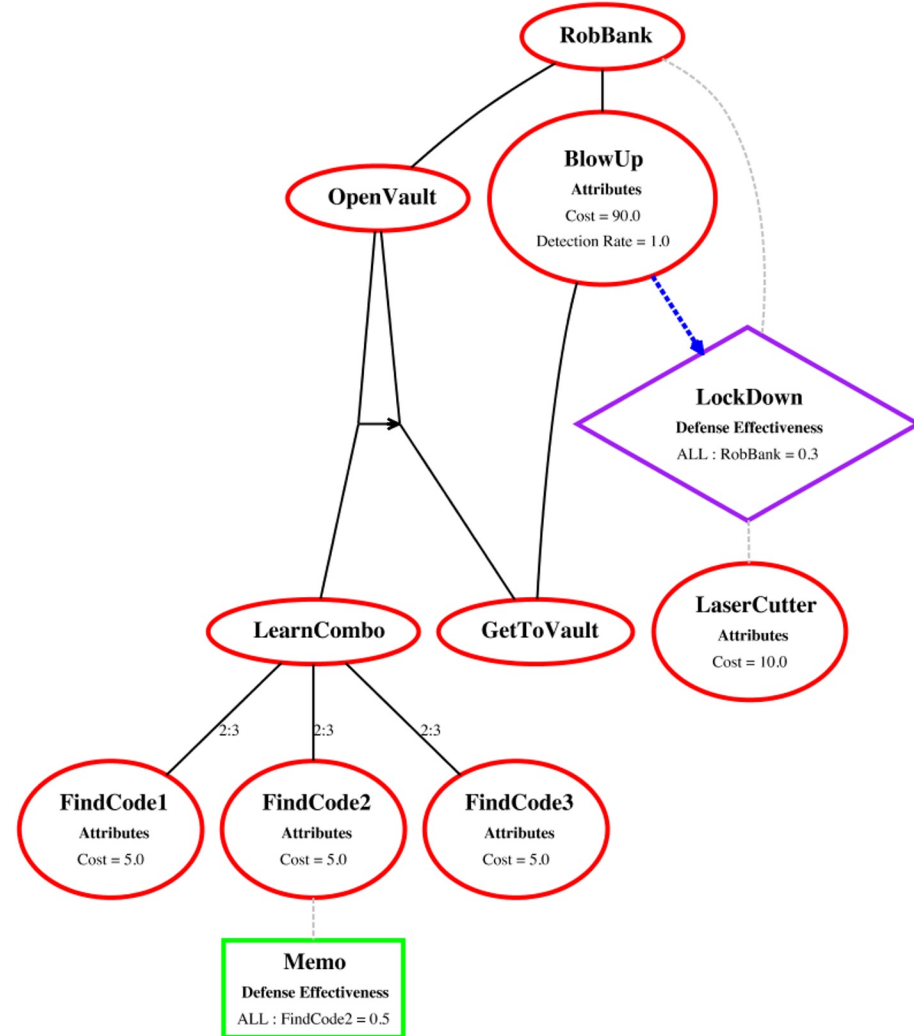 RobBank
BlowUp
Attributes
Cost = 90.0
Detection Rate = 1.0
OpenVault
LockDown
Defense Effectiveness
ALL : RobBank = 0.3
LearnCombo
GetToVault
LaserCutter
Attributes
Cost = 10.0
2:3
2:3
2:3
FindCode1
Attributes
Cost = 5.0
FindCode2
Attributes
Cost = 5.0
FindCode3
Attributes
Cost = 5.0
Memo
Defense Effectiveness
ALL : FindCode2 = 0.5